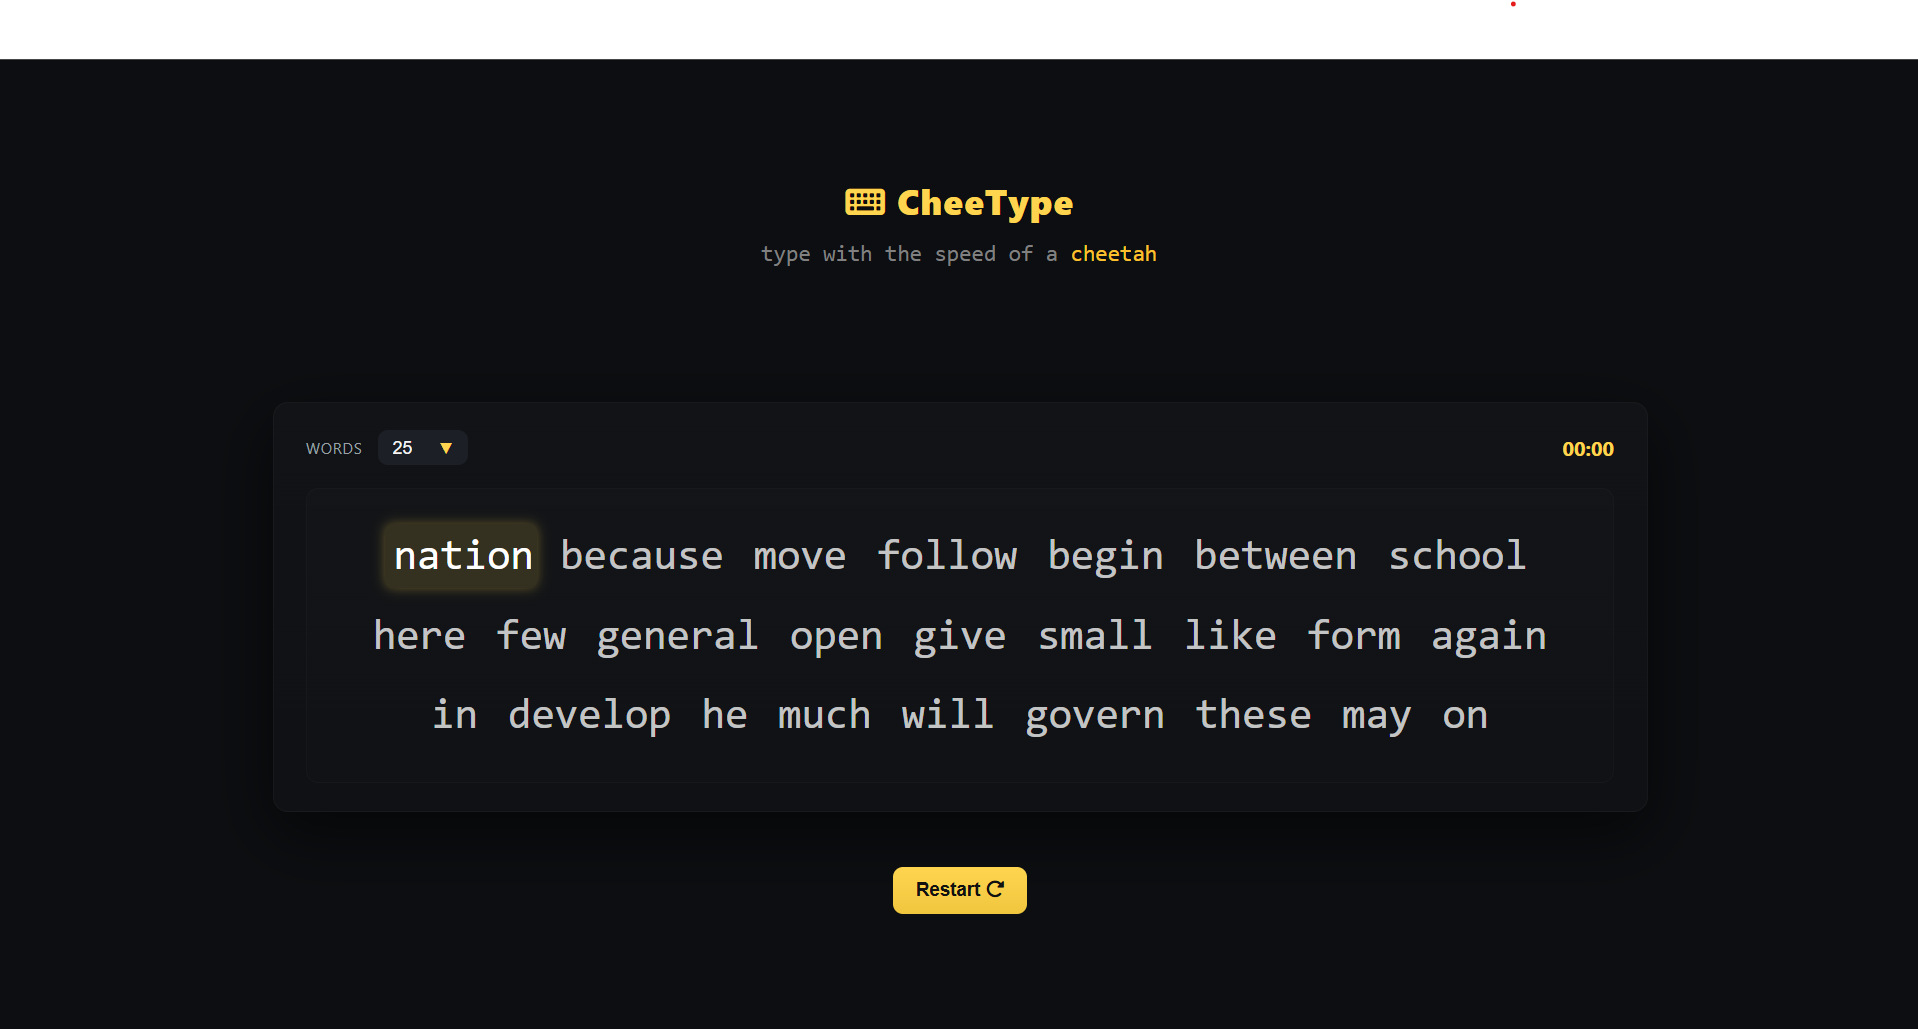 CheeType
type with the speed of a cheetah
WORDS 25 00:00
nation because move follow begin between school
here few general open give small like form again
in develop he much will govern these may on
Restart